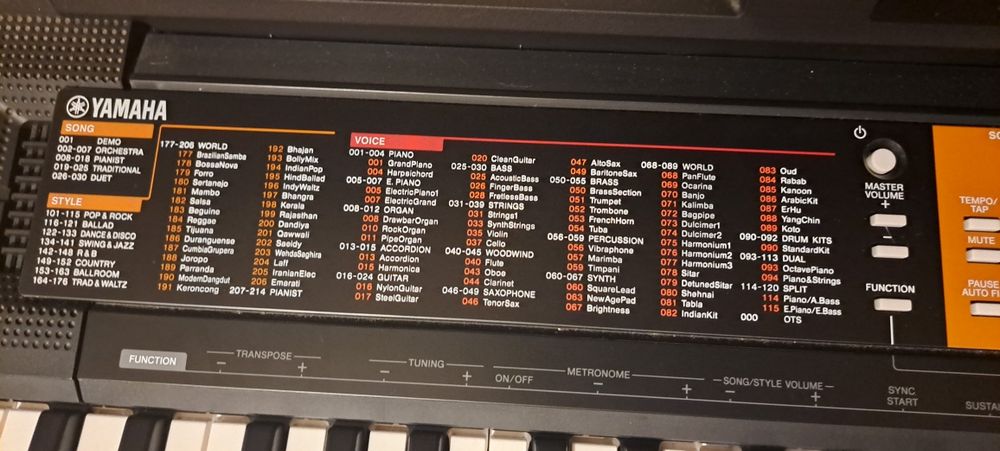 YAMAHA
SONG
001 DEMO
002-007 ORCHESTRA
008-018 PIANIST
019-025 TRADITIONAL
026-030 DUET
STYLE
101-115 POP & ROCK
116-121 BALLAD
122-133 DANCE & DISCO
134-141 SWING & JAZZ
142-148 R & B
149-152 COUNTRY
153-163 BALLROOM
164-176 TRAD & WALTZ
177-206 WORLD
177 BrazilianSamba
178 BossaNova
179 Forro
180 Sertanejo
181 Mambo
182 Salsa
183 Beguine
184 Reggae
185 Tijuana
186 Duranguense
187 CumbiaGrupera
188 Joropo
189 Parranda
190 ModernDangdut
191 Keroncong
192 Bhajan
193 BollyMix
194 IndianPop
195 HindBallad
196 IndyWaltz
197 Bhangra
198 Kerala
199 Rajasthan
200 Dandiya
201 Qawwali
202 Saeidy
203 WehdaSaghira
204 Laff
205 IranianElec
206 Emarati
207-214 PIANIST
VOICE
001-004 PIANO
001 GrandPiano
004 Harpsichord
005-007 E. PIANO
005 ElectricPiano1
007 ElectricGrand
008-012 ORGAN
008 DrawbarOrgan
010 RockOrgan
011 PipeOrgan
013-015 ACCORDION
013 Accordion
015 Harmonica
016-024 GUITAR
016 NylonGuitar
017 SteelGuitar
020 CleanGuitar
025-030 BASS
025 AcousticBass
026 FingerBass
028 FretlessBass
031-039 STRINGS
031 Strings1
033 SynthStrings
035 Violin
037 Cello
040-045 WOODWIND
040 Flute
043 Oboe
044 Clarinet
046-049 SAXOPHONE
046 TenorSax
047 AltoSax
049 BaritoneSax
050-055 BRASS
050 BrassSection
051 Trumpet
052 Trombone
053 FrenchHorn
054 Tuba
056-059 PERCUSSION
056 Vibraphone
057 Marimba
059 Timpani
060-067 SYNTH
060 SquareLead
063 NewAgePad
067 Brightness
068-089 WORLD
068 PanFlute
069 Ocarina
070 Banjo
071 Kalimba
072 Bagpipe
073 Dulcimer1
074 Dulcimer2
075 Harmonium1
076 Harmonium2
077 Harmonium3
078 Sitar
079 DetunedSitar
080 Shehnai
081 Tabla
082 IndianKit
083 Oud
084 Rabab
085 Kanoon
086 ArabicKit
087 ErHu
088 YangChin
089 Koto
090-092 DRUM KITS
090 StandardKit
093-113 DUAL
093 OctavePiano
094 Piano&Strings
114-120 SPLIT
114 Piano/A.Bass
115 E.Piano/E.Bass
000 OTS
MASTER
VOLUME
+
−
FUNCTION
TEMPO/
TAP
MUTE
PAUSE
FUNCTION
TRANSPOSE
− +
TUNING
− +
METRONOME
ON/OFF − +
SONG/STYLE VOLUME
− +
SYNC
START